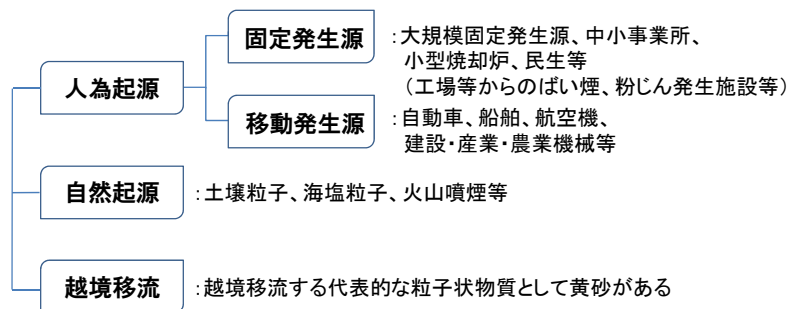 固定発生源
:大規模固定発生源、中小事業所、
小型焼却炉、民生等
(工場等からのばい煙、粉じん発生施設等)
人為起源
移動発生源
:自動車、船舶、航空機、
建設・産業・農業機械等
自然起源
:土壌粒子、海塩粒子、火山噴煙等
越境移流
:越境移流する代表的な粒子状物質として黄砂がある